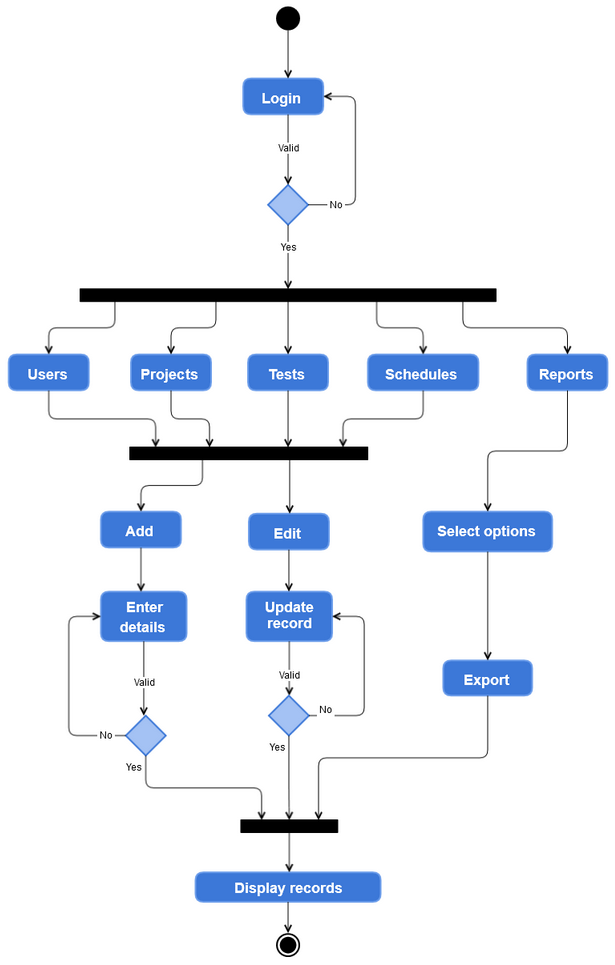 Login
Valid
No
Yes
Users
Projects
Tests
Schedules
Reports
Add
Edit
Select options
Enter
details
Update
record
Valid
Valid
Export
No
No
Yes
Yes
Display records